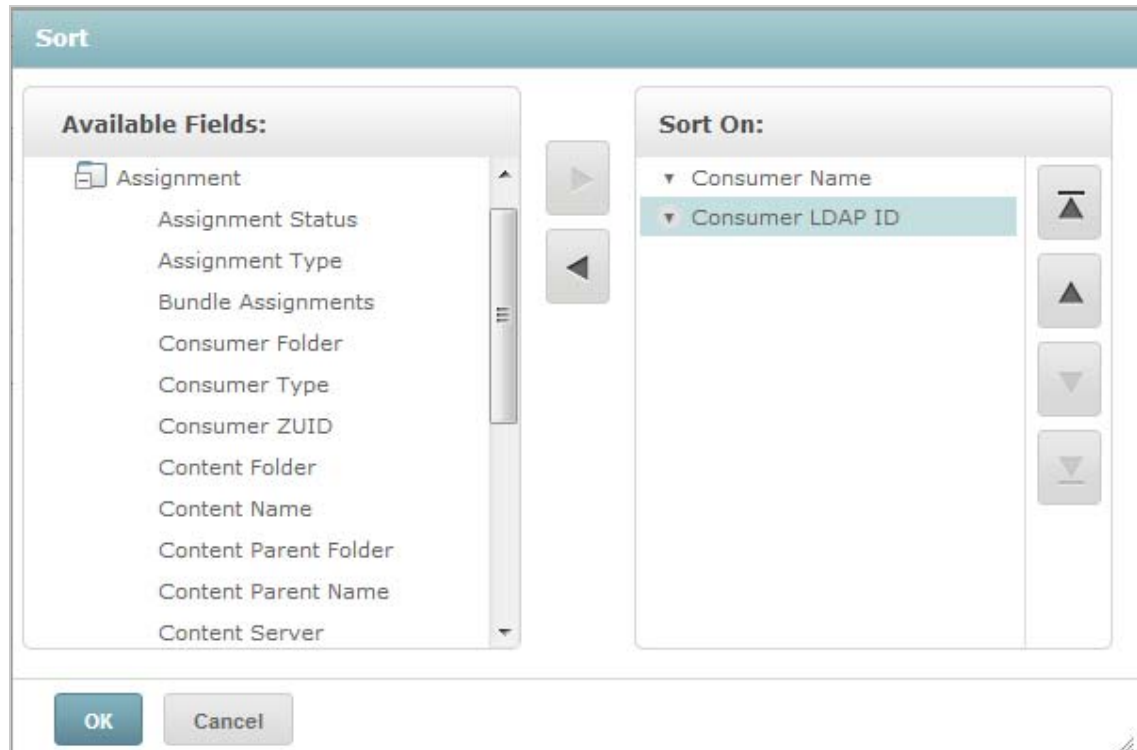 Sort
Available Fields:
Assignment
Assignment Status
Assignment Type
Bundle Assignments
Consumer Folder
Consumer Type
Consumer ZUID
Content Folder
Content Name
Content Parent Folder
Content Parent Name
Content Server
Sort On:
Consumer Name
Consumer LDAP ID
OK
Cancel